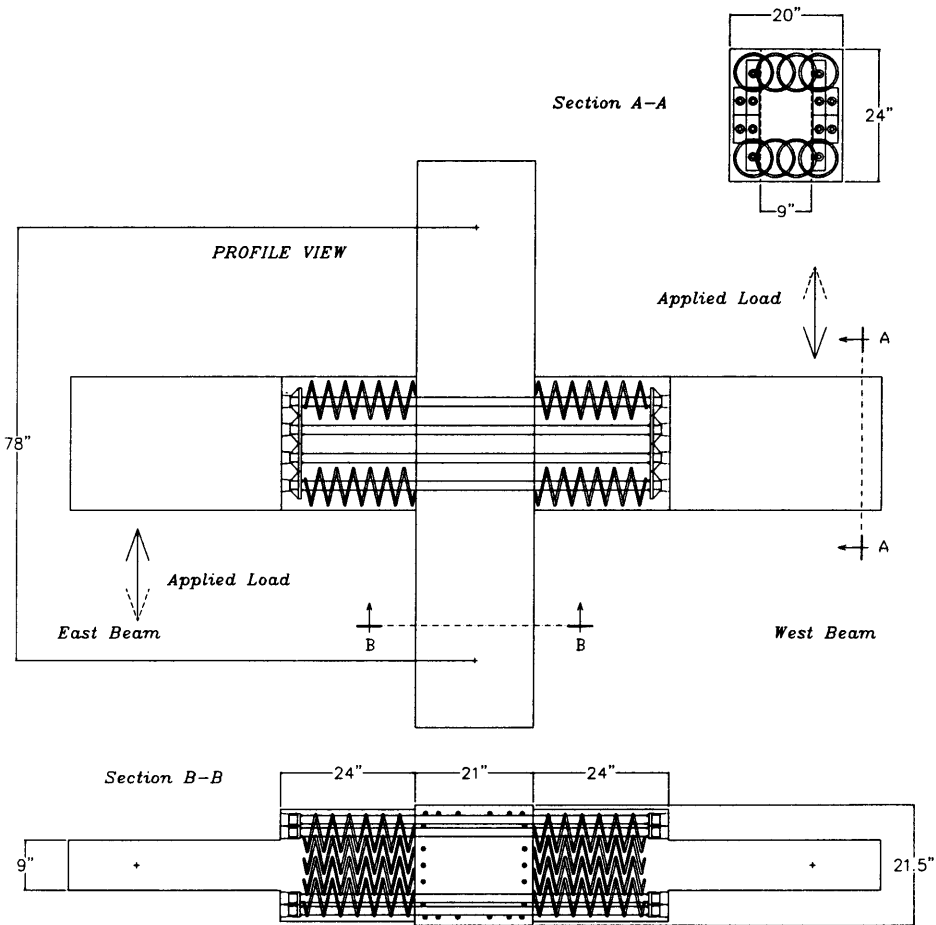 20"
Section A-A
24"
9"
PROFILE VIEW
Applied Load
A
78"
A
Applied Load
East Beam
B
B
West Beam
Section B-B
24"
21"
24"
9"
21.5"